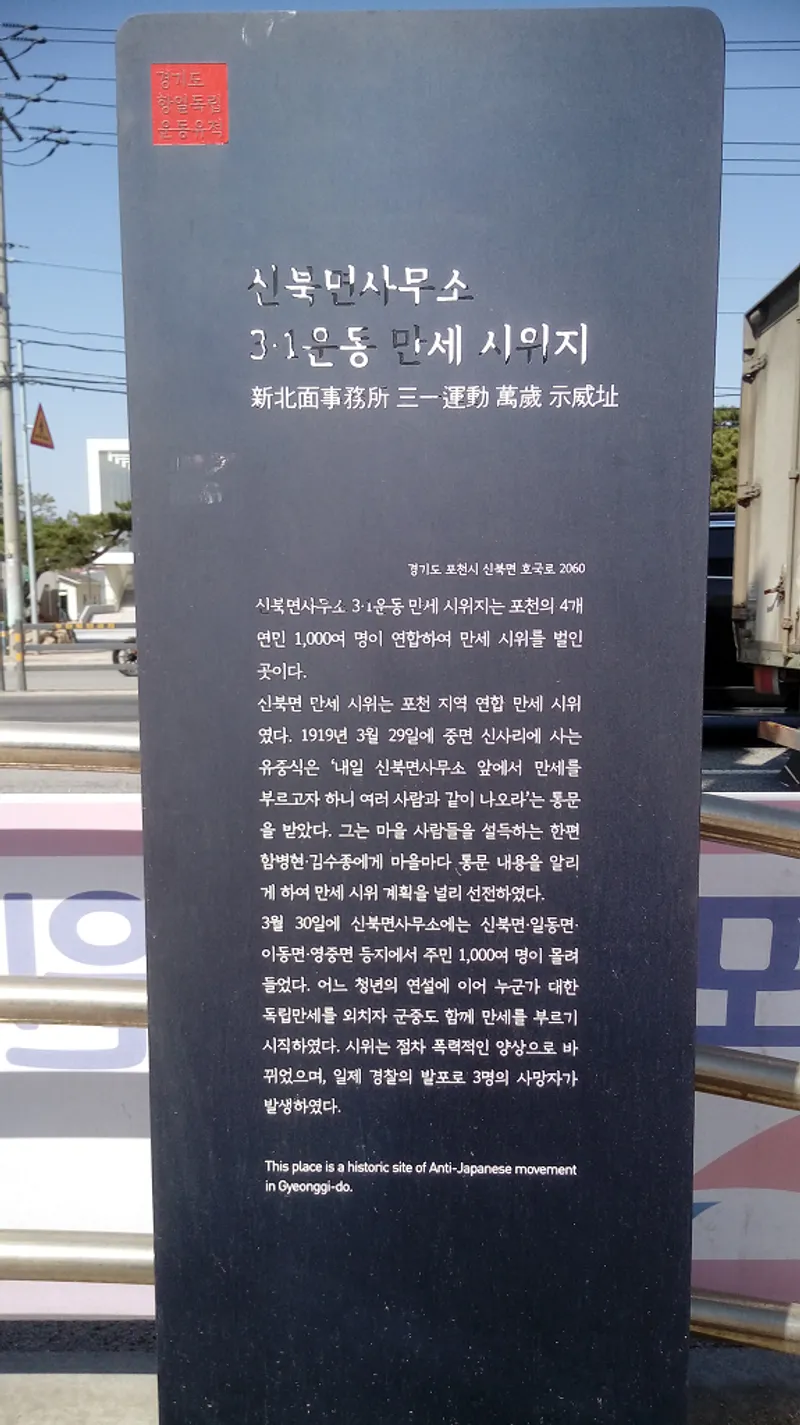 경기도
항일독립
운동유적
신북면사무소
3·1운동 만세 시위지
新北面事務所 三一運動 萬歲 示威址
경기도 포천시 신북면 호국로 2060
신북면사무소 3·1운동 만세 시위지는 포천의 4개
면민 1,000여 명이 연합하여 만세 시위를 벌인
곳이다.
신북면 만세 시위는 포천 지역 연합 만세 시위
였다. 1919년 3월 29일에 중면 신사리에 사는
유중식은 ‘내일 신북면사무소 앞에서 만세를
부르고자 하니 여러 사람과 같이 나오라’는 통문
을 받았다. 그는 마을 사람들을 설득하는 한편
함병현·김수종에게 마을마다 통문 내용을 알리
게 하여 만세 시위 계획을 널리 선전하였다.
3월 30일에 신북면사무소에는 신북면·일동면·
이동면·영중면 등지에서 주민 1,000여 명이 몰려
들었다. 어느 청년의 연설에 이어 누군가 대한
독립만세를 외치자 군중도 함께 만세를 부르기
시작하였다. 시위는 점차 폭력적인 양상으로 바
뀌었으며, 일제 경찰의 발포로 3명의 사망자가
발생하였다.
This place is a historic site of Anti-Japanese movement
in Gyeonggi-do.